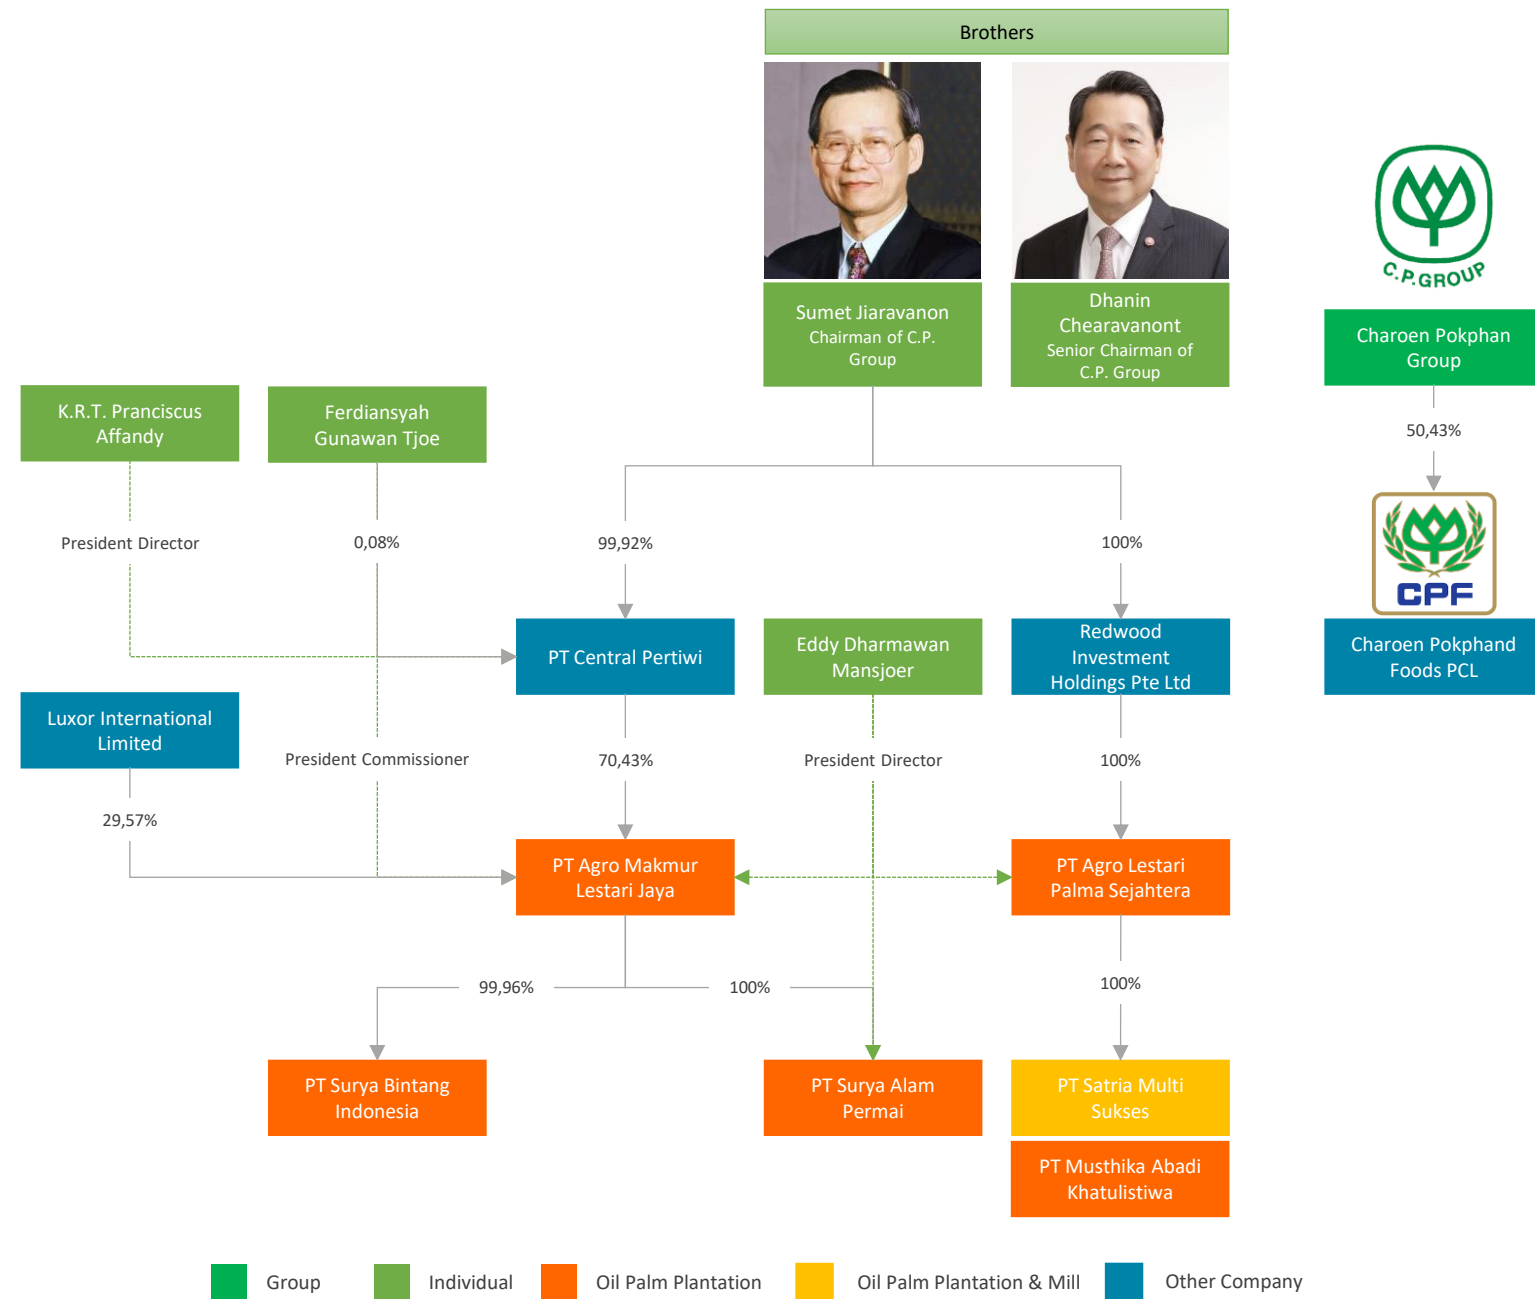 Brothers
C.P.GROUP
Sumet Jiaravanon
Chairman of C.P.
Group
Dhanin
Chearavanont
Senior Chairman of
C.P. Group
Charoen Pokphan
Group
K.R.T. Pranciscus
Affandy
Ferdiansyah
Gunawan Tjoe
50,43%
President Director
0,08%
99,92%
100%
CPF
PT Central Pertiwi
Eddy Dharmawan
Mansjoer
Redwood
Investment
Holdings Pte Ltd
Charoen Pokphand
Foods PCL
Luxor International
Limited
President Commissioner
70,43%
President Director
100%
29,57%
PT Agro Makmur
Lestari Jaya
PT Agro Lestari
Palma Sejahtera
99,96%
100%
100%
PT Surya Bintang
Indonesia
PT Surya Alam
Permai
PT Satria Multi
Sukses
PT Musthika Abadi
Khatulistiwa
Group
Individual
Oil Palm Plantation
Oil Palm Plantation & Mill
Other Company